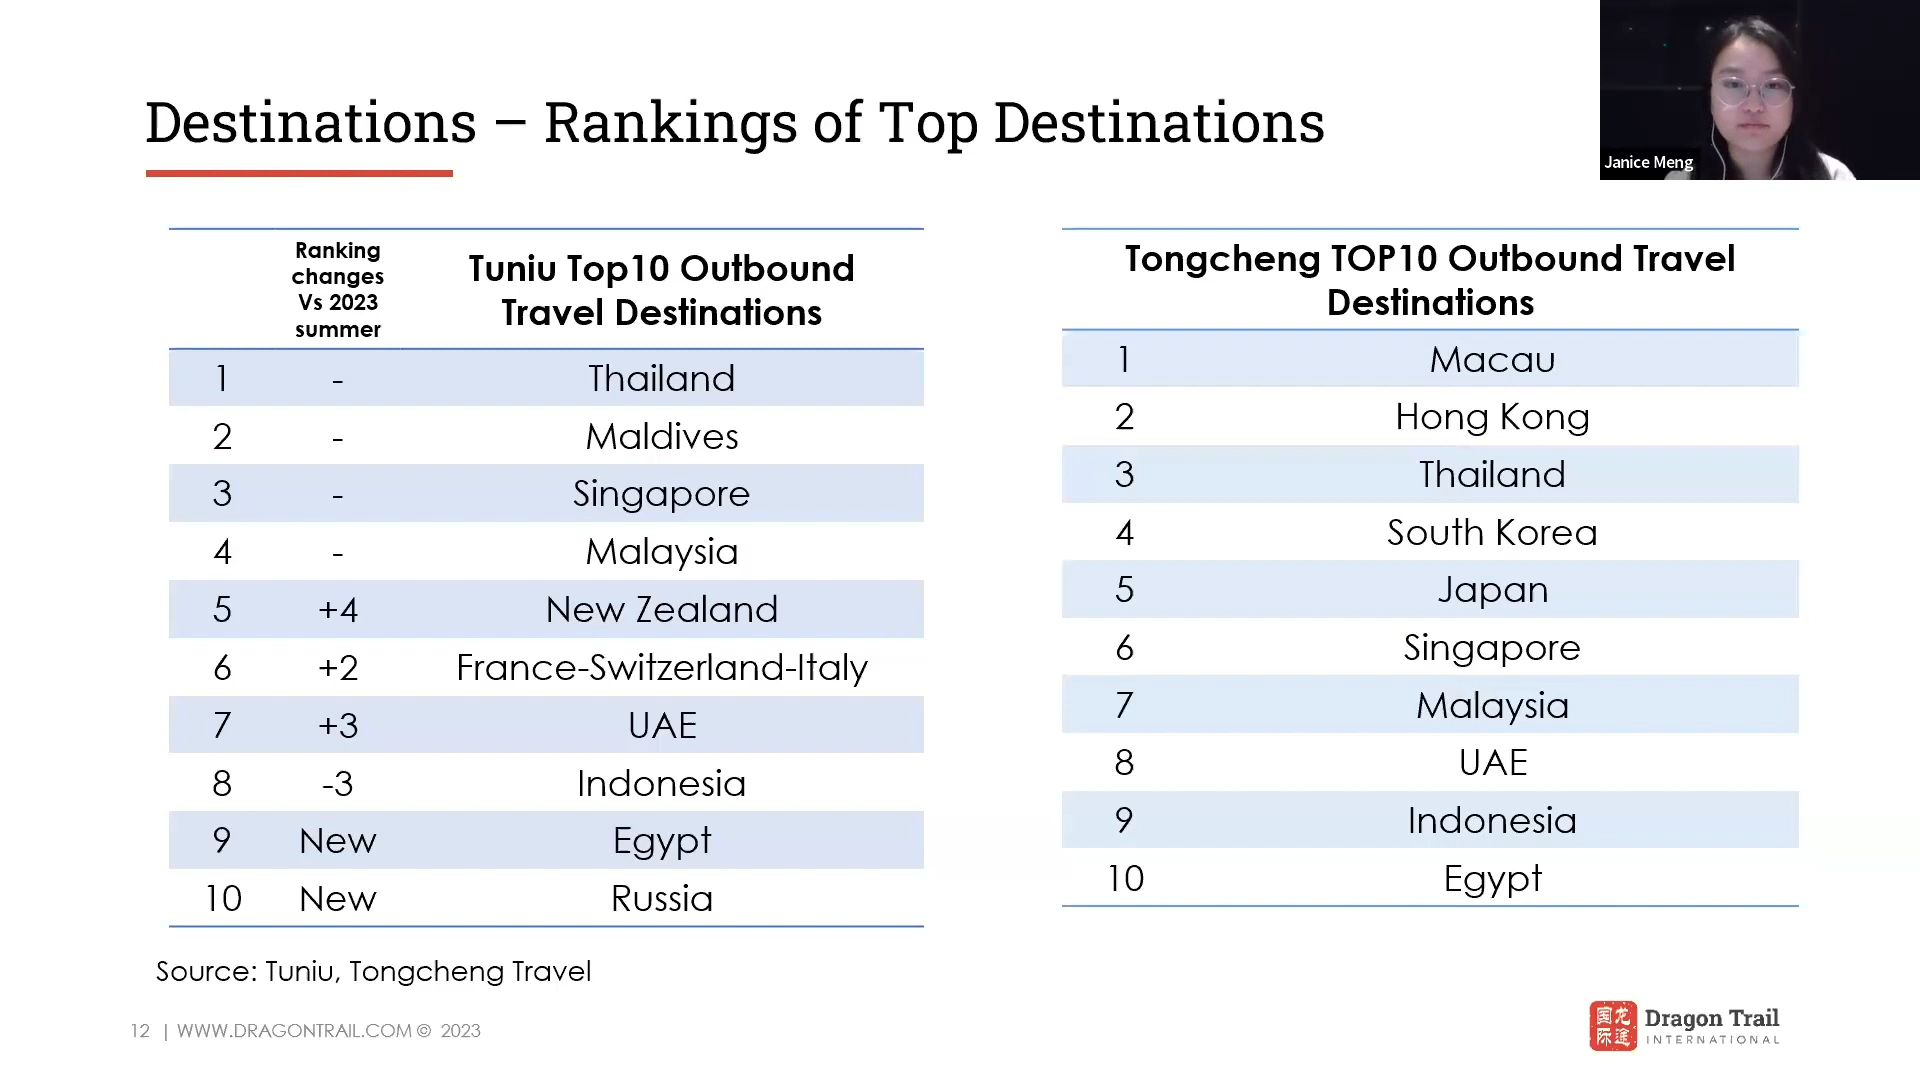 Destinations – Rankings of Top Destinations
Janice Meng
Ranking
changes
Vs 2023
summer
Tuniu Top10 Outbound
Travel Destinations
1 - Thailand
2 - Maldives
3 - Singapore
4 - Malaysia
5 +4 New Zealand
6 +2 France-Switzerland-Italy
7 +3 UAE
8 -3 Indonesia
9 New Egypt
10 New Russia
Tongcheng TOP10 Outbound Travel
Destinations
1 Macau
2 Hong Kong
3 Thailand
4 South Korea
5 Japan
6 Singapore
7 Malaysia
8 UAE
9 Indonesia
10 Egypt
Source: Tuniu, Tongcheng Travel
12 | WWW.DRAGONTRAIL.COM © 2023
国龙
际途
Dragon Trail
INTERNATIONAL